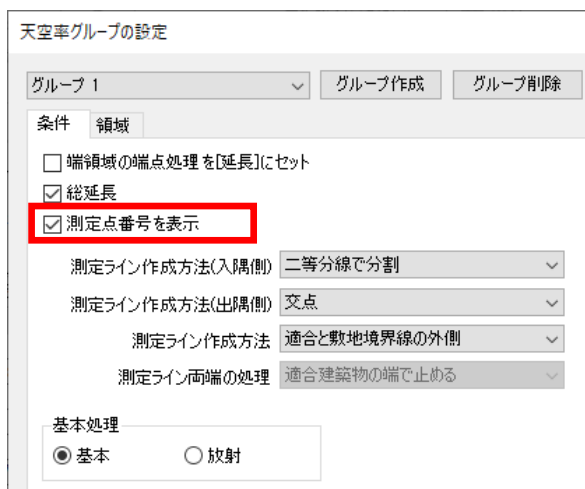 天空率グループの設定
グループ 1 グループ作成 グループ削除
条件 領域
端領域の端点処理を[延長]にセット
総延長
測定点番号を表示
測定ライン作成方法(入隅側) 二等分線で分割
測定ライン作成方法(出隅側) 交点
測定ライン作成方法 適合と敷地境界線の外側
測定ライン両端の処理 適合建築物の端で止める
基本処理
基本 放射